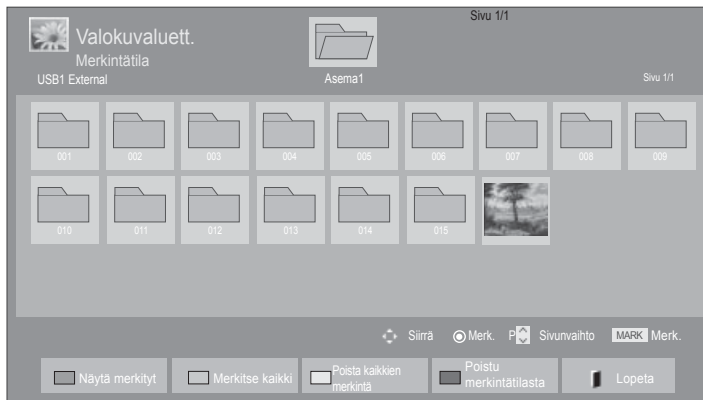 Sivu 1/1
Valokuvaluett.
Merkintätila
USB1 External
Asema1
Sivu 1/1
001 002 003 004 005 006 007 008 009
010 011 012 013 014 015
Siirrä Merk. P Sivunvaihto MARK Merk.
Näytä merkityt
Merkitse kaikki
Poista kaikkien
merkintä
Poistu
merkintätilasta
Lopeta